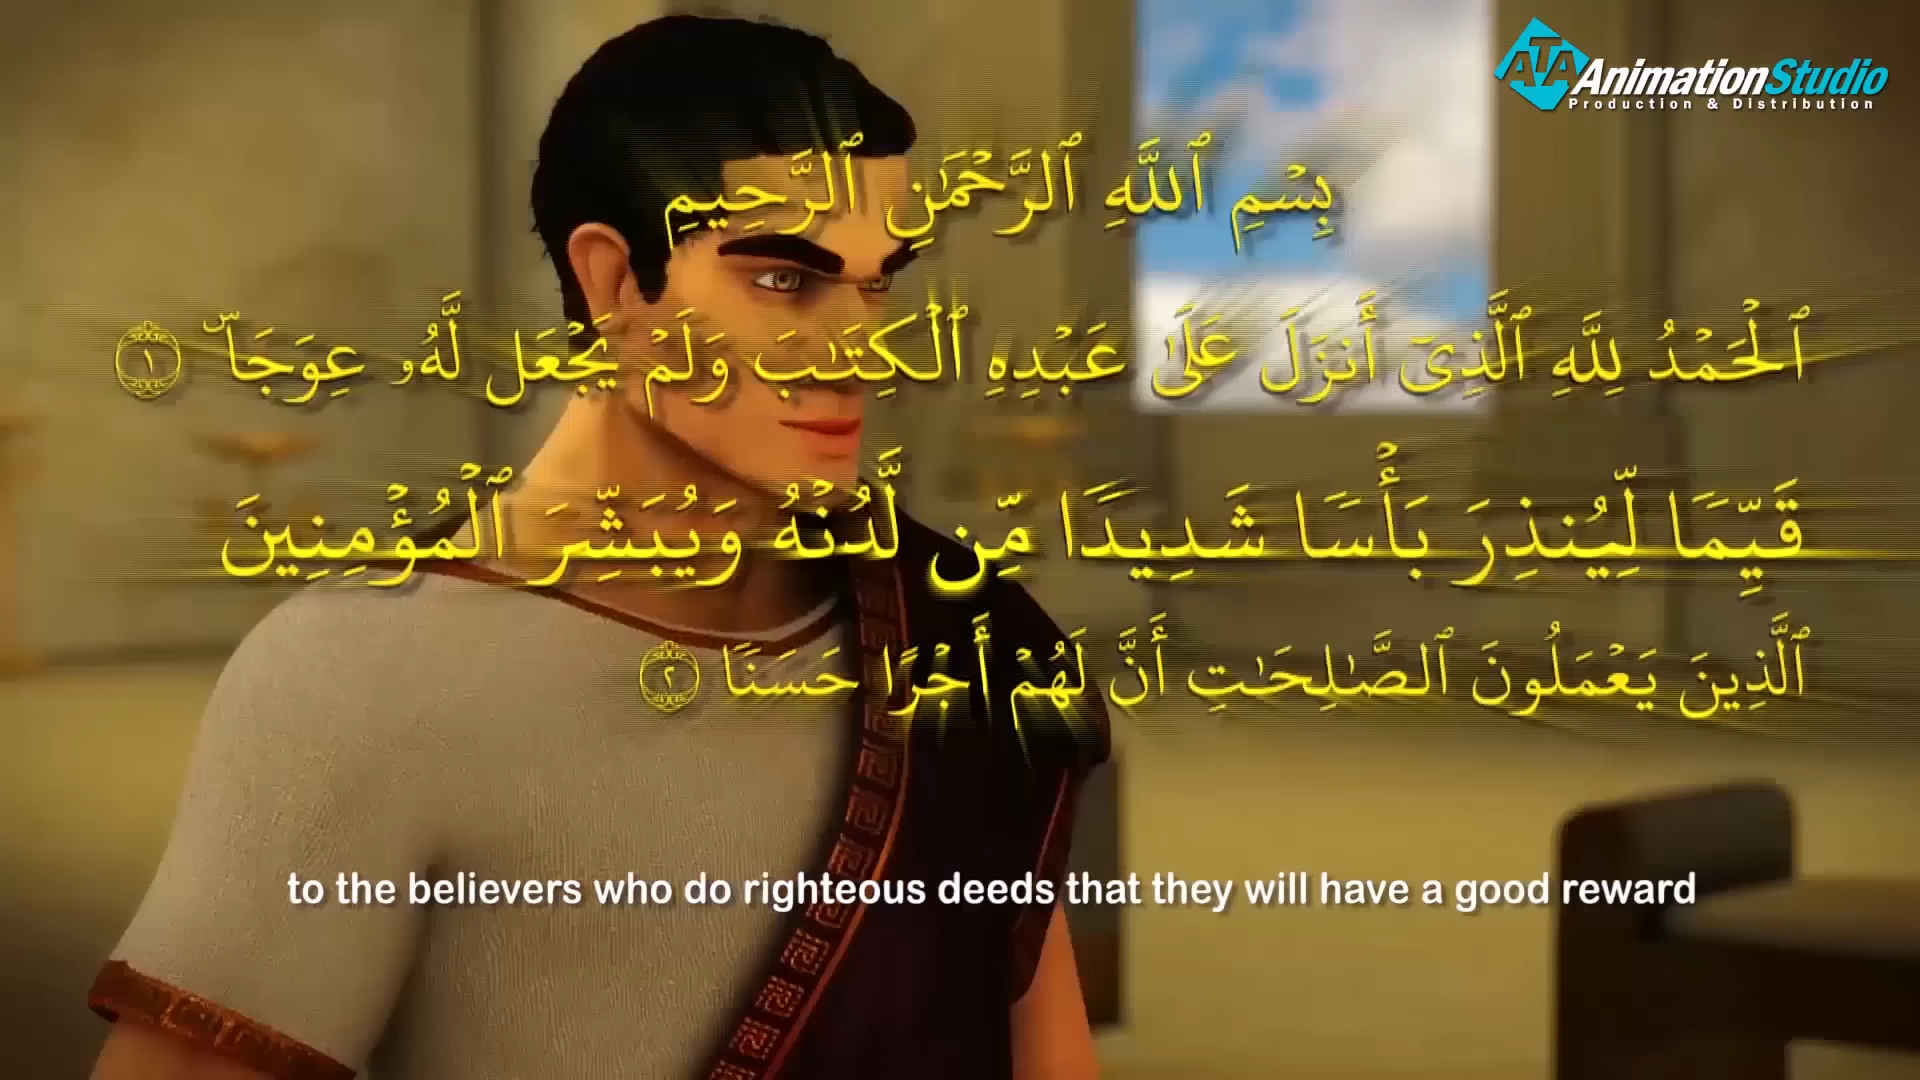 ATA AnimationStudio
Production & Distribution
بِسْمِ ٱللَّهِ ٱلرَّحْمَٰنِ ٱلرَّحِيمِ
ٱلْحَمْدُ لِلَّهِ ٱلَّذِىٓ أَنزَلَ عَلَىٰ عَبْدِهِ ٱلْكِتَٰبَ وَلَمْ يَجْعَل لَّهُۥ عِوَجَاۜ ١
قَيِّمًا لِّيُنذِرَ بَأْسًا شَدِيدًا مِّن لَّدُنْهُ وَيُبَشِّرَ ٱلْمُؤْمِنِينَ
ٱلَّذِينَ يَعْمَلُونَ ٱلصَّٰلِحَٰتِ أَنَّ لَهُمْ أَجْرًا حَسَنًا ٢
to the believers who do righteous deeds that they will have a good reward